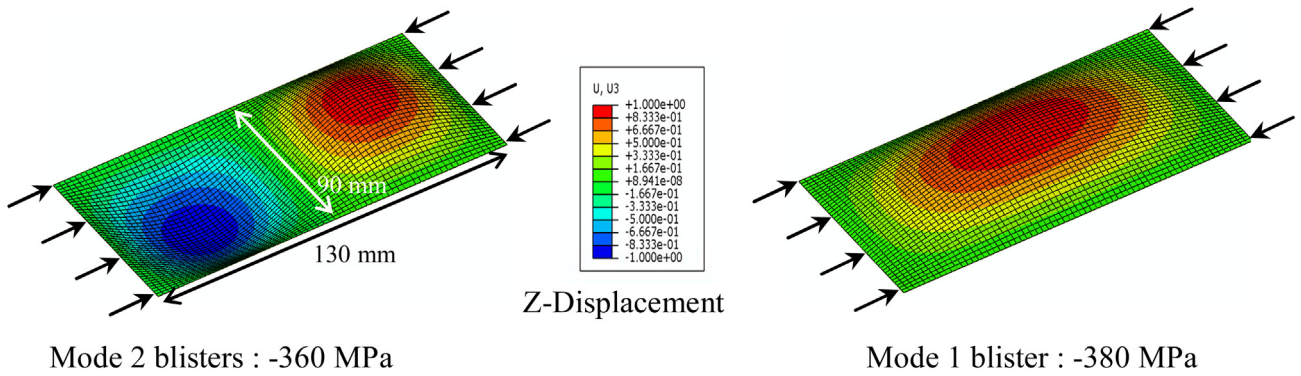 90 mm
130 mm
U, U3
+1.000e+00
+8.333e-01
+6.667e-01
+5.000e-01
+3.333e-01
+1.667e-01
+8.941e-08
-1.667e-01
-3.333e-01
-5.000e-01
-6.667e-01
-8.333e-01
-1.000e+00
Z-Displacement
Mode 2 blisters : -360 MPa
Mode 1 blister : -380 MPa